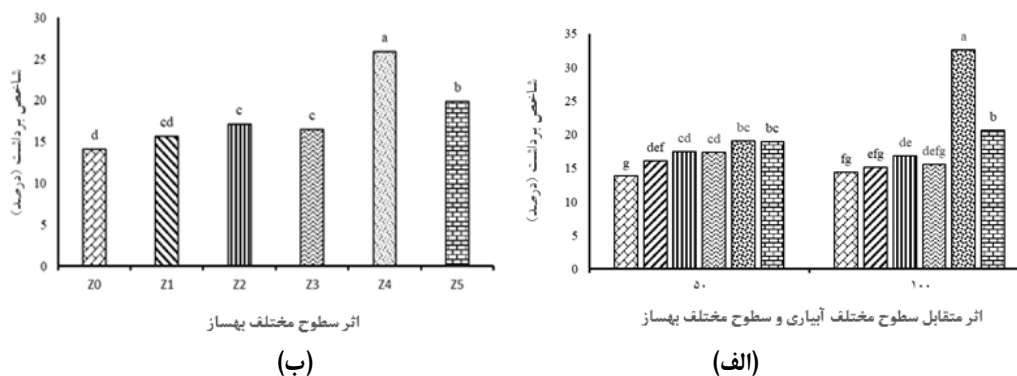 شاخص برداشت (درصد)
35
30
25
20
15
10
5
0
g def cd cd bc bc
fg efg de defg a b
۵۰ ۱۰۰
اثر متقابل سطوح مختلف آبیاری و سطوح مختلف بهساز
(الف)
شاخص برداشت (درصد)
30
25
20
15
10
5
0
d cd c c a b
Z0 Z1 Z2 Z3 Z4 Z5
اثر سطوح مختلف بهساز
(ب)